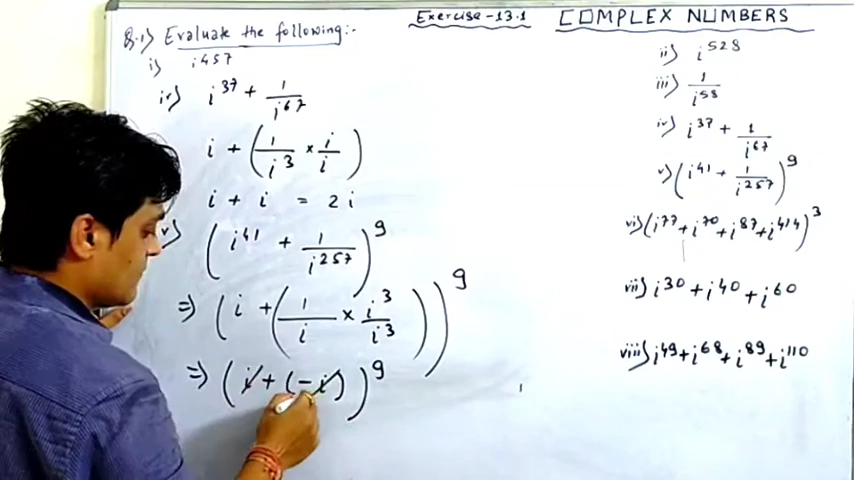 Exercise-13.1 COMPLEX NUMBERS
Q.1) Evaluate the following:-
i) i^457
iv) i^37 + 1/i^67
i + (1/i^3 × i/i)
i + i = 2i
v) (i^41 + 1/i^257)^9
⇒ (i + (1/i × i^3/i^3))^9
⇒ (i + (-i))^9
ii) i^528
iii) 1/i^58
iv) i^37 + 1/i^67
v) (i^41 + 1/i^257)^9
vi) (i^77 + i^70 + i^87 + i^414)^3
vii) i^30 + i^40 + i^60
viii) i^49 + i^68 + i^89 + i^110